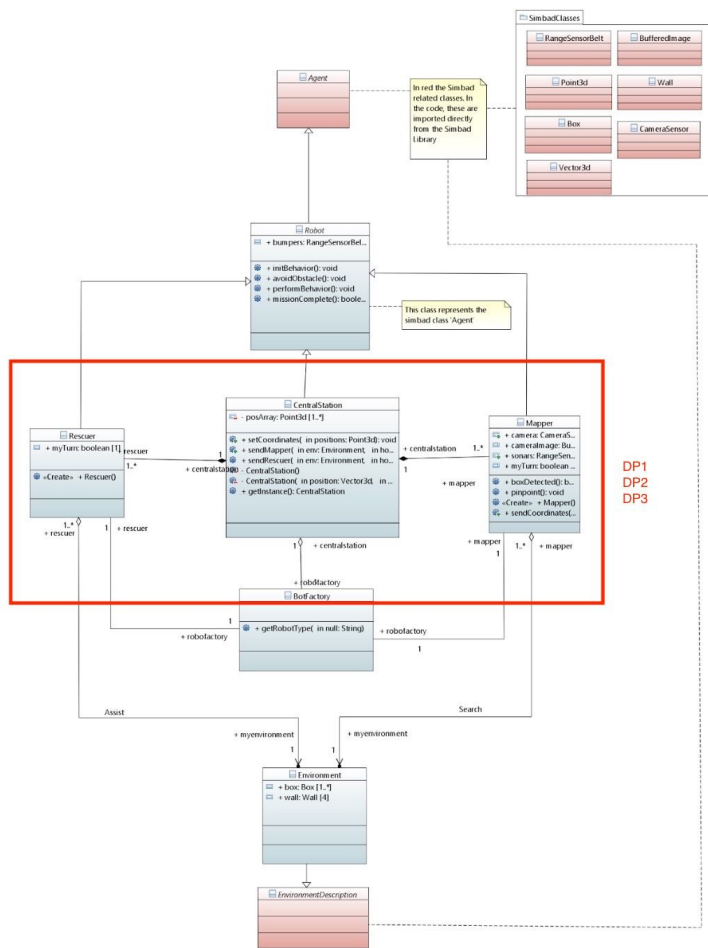 SimbadClasses
RangeSensorBelt
BufferedImage
Point3d
Wall
Box
CameraSensor
Vector3d
Agent
In red the Simbad
related classes. In
the code, these are
imported directly
from the Simbad
Library
Robot
+ bumpers: RangeSensorBel...
+ initBehavior(): void
+ avoidObstacle(): void
+ performBehavior(): void
+ missionComplete(): boole...
This class represents the
simbad class 'Agent'
CentralStation
- posArray: Point3d [1..*]
+ setCoordinates( in positions: Point3d): void
+ sendMapper( in env: Environment, in ho...
+ sendRescuer( in env: Environment, in ho...
- CentralStation()
- CentralStation( in position: Vector3d, in ...
+ getInstance(): CentralStation
Rescuer
+ myTurn: boolean [1]
«Create» + Rescuer()
rescuer
1..*
1
+ centralstation
Mapper
+ camera: CameraS...
+ cameraImage: Bu...
+ sonars: RangeSen...
+ myTurn: boolean ...
+ boxDetected(): b...
+ pinpoint(): void
«Create» + Mapper()
+ sendCoordinates(...
+ centralstation
1..*
1
+ mapper
DP1
DP2
DP3
1..*
+ rescuer
1
+ rescuer
1
+ centralstation
+ mapper
1
1..*
+ mapper
+ robofactory
BotFactory
+ getRobotType( in null: String)
1
+ robofactory
+ robofactory
1
Assist
Search
+ myenvironment
1
+ myenvironment
1
Environment
+ box: Box [1..*]
+ wall: Wall [4]
EnvironmentDescription